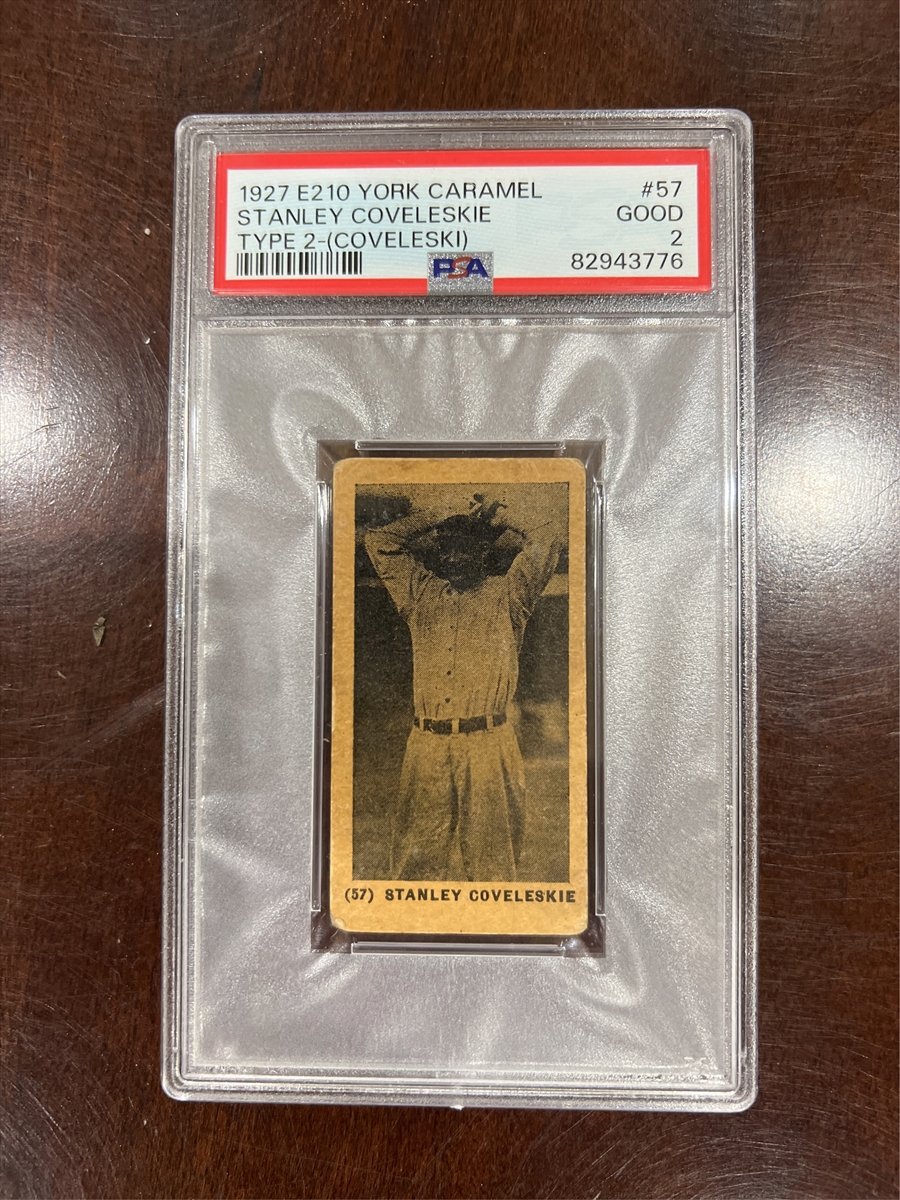 1927 E210 YORK CARAMEL #57
STANLEY COVELESKIE GOOD
TYPE 2-(COVELESKI) 2
PSA 82943776
(57) STANLEY COVELESKIE